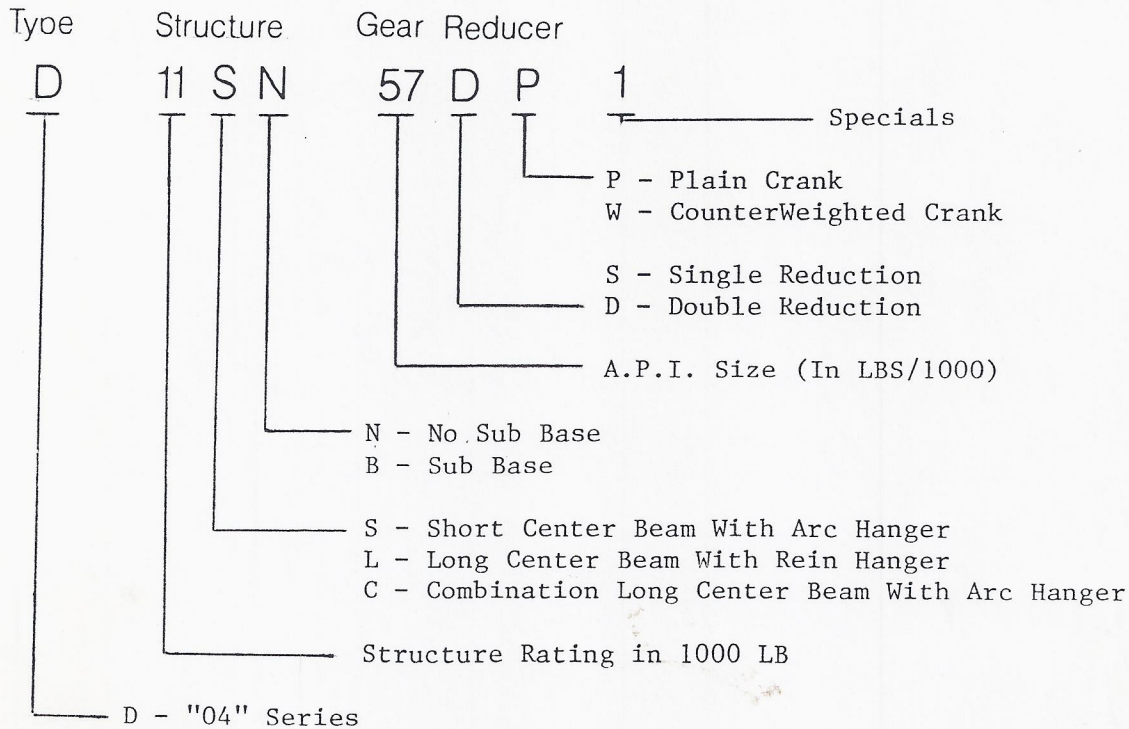 Type Structure Gear Reducer
D 11 S N 57 D P 1
Specials
P - Plain Crank
W - CounterWeighted Crank
S - Single Reduction
D - Double Reduction
A.P.I. Size (In LBS/1000)
N - No Sub Base
B - Sub Base
S - Short Center Beam With Arc Hanger
L - Long Center Beam With Rein Hanger
C - Combination Long Center Beam With Arc Hanger
Structure Rating in 1000 LB
D - "04" Series